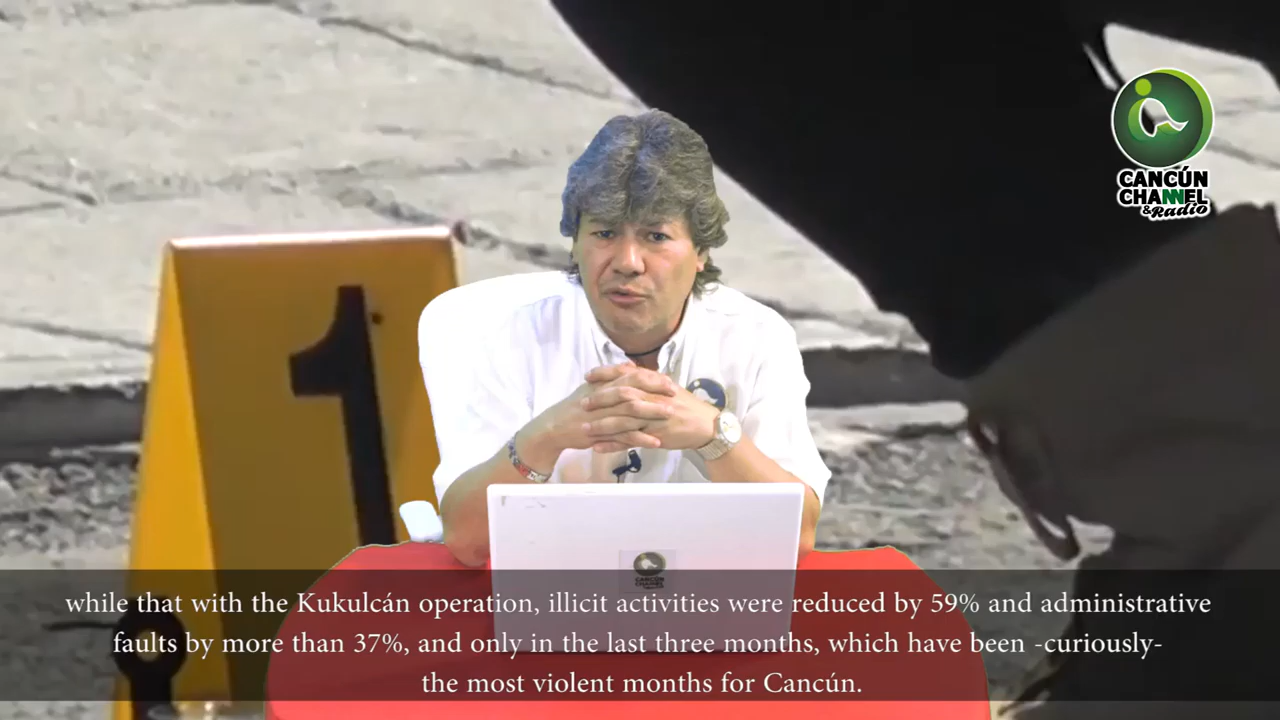 1
CANCÚN
CHANNEL
&Radio
CANCÚN
while that with the Kukulcán operation, illicit activities were reduced by 59% and administrative
faults by more than 37%, and only in the last three months, which have been -curiously-
the most violent months for Cancún.